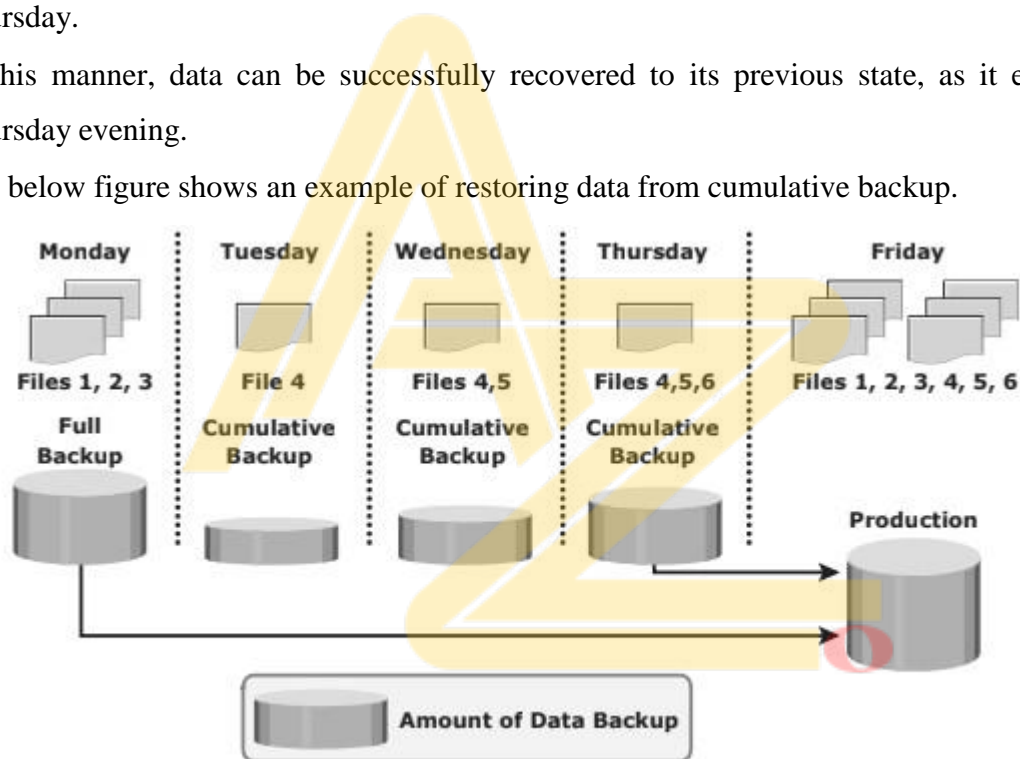 ursday.
his manner, data can be successfully recovered to its previous state, as it e
ursday evening.
below figure shows an example of restoring data from cumulative backup.
Monday Tuesday Wednesday Thursday Friday
Files 1, 2, 3 File 4 Files 4,5 Files 4,5,6 Files 1, 2, 3, 4, 5, 6
Full Cumulative Cumulative Cumulative
Backup Backup Backup Backup
Production
Amount of Data Backup